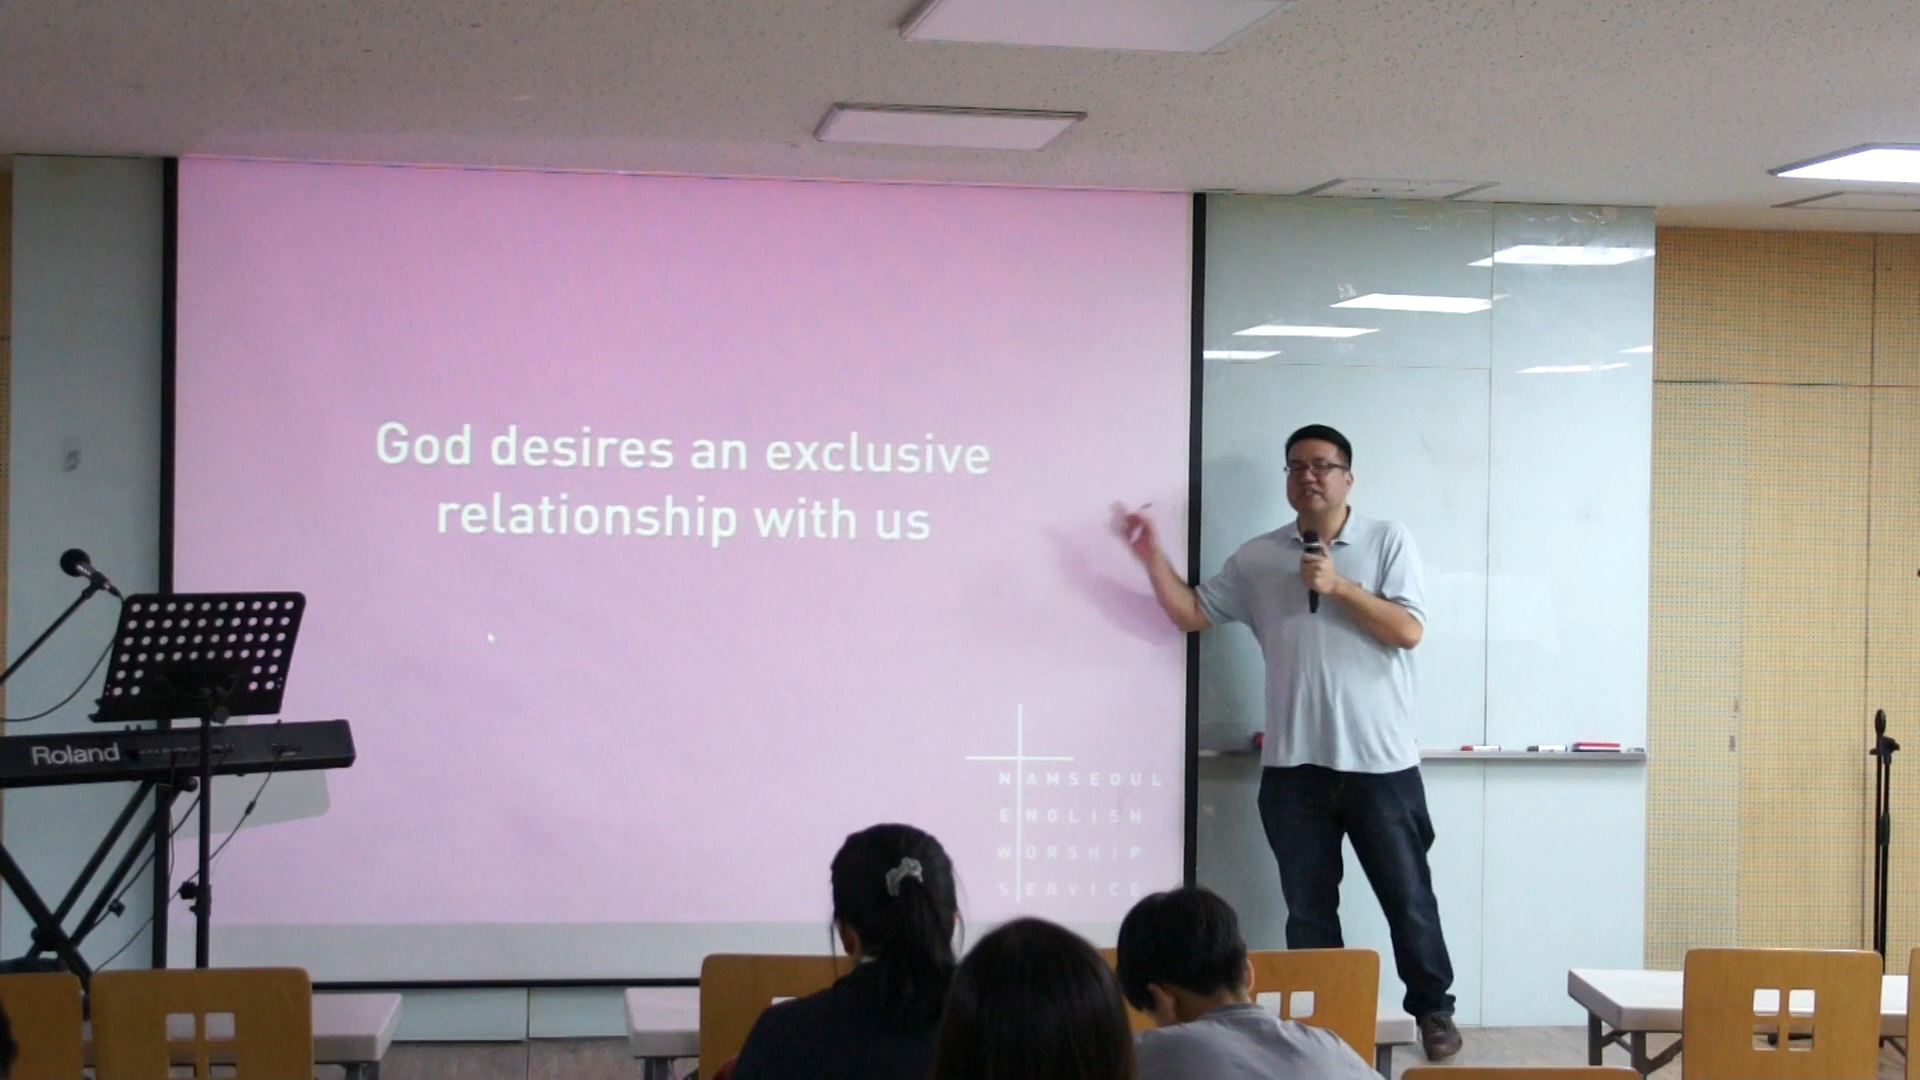 God desires an exclusive
relationship with us
Roland
NAMSEOUL
ENGLISH
WORSHIP
SERVICE